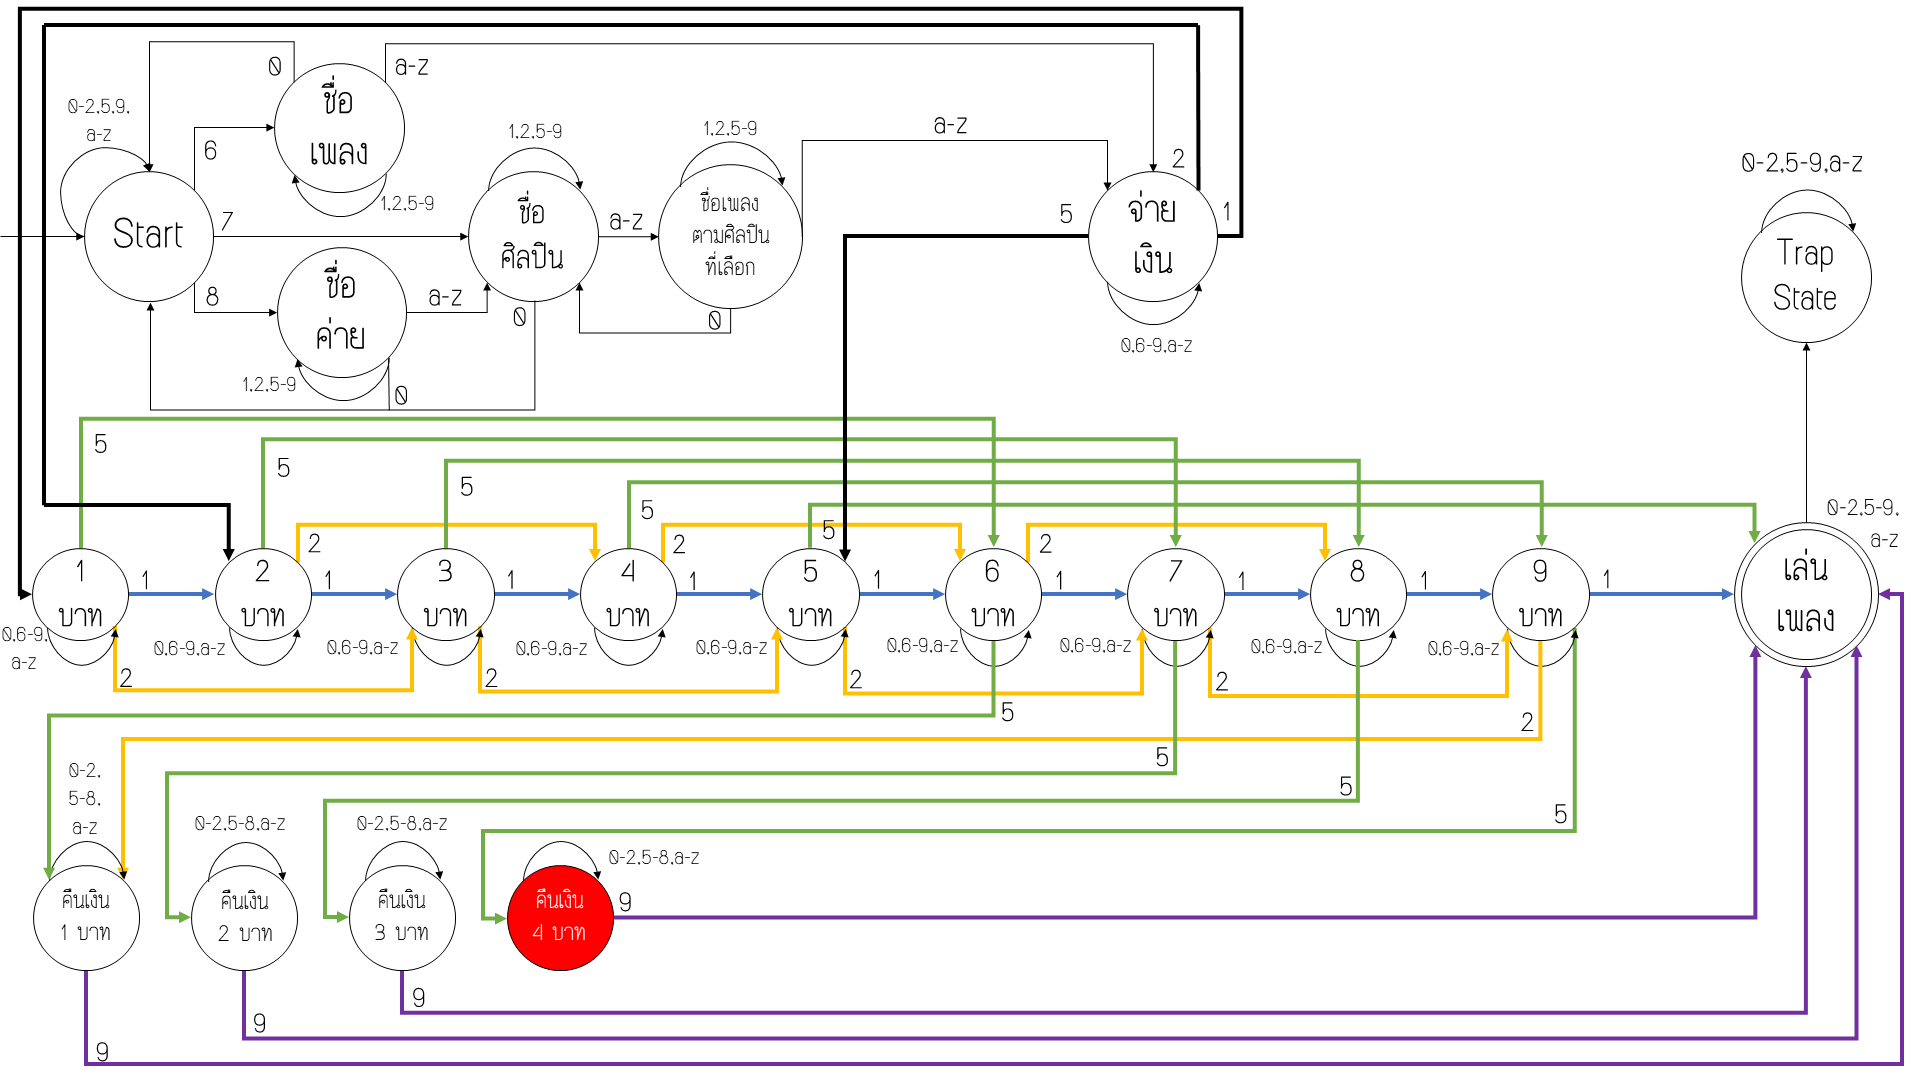 0
a-z
ชื่อ
เพลง
0-2,5,9,
a-z
6
1,2,5-9
1,2,5-9
1,2,5-9
a-z
2
0-2,5-9,a-z
Start
7
ชื่อ
ศิลปิน
a-z
ชื่อเพลง
ตามศิลปิน
ที่เลือก
5
จ่าย
เงิน
1
Trap
State
8
ชื่อ
ค่าย
a-z
0
0
0,6-9,a-z
1,2,5-9
0
5
5
5
5
5
0-2,5-9,
a-z
2
2
2
1
บาท
1
2
บาท
1
3
บาท
1
4
บาท
1
5
บาท
1
6
บาท
1
7
บาท
1
8
บาท
1
9
บาท
1
เล่น
เพลง
0,6-9,
a-z
0,6-9,a-z
0,6-9,a-z
0,6-9,a-z
0,6-9,a-z
0,6-9,a-z
0,6-9,a-z
0,6-9,a-z
0,6-9,a-z
2
2
2
2
5
2
5
5
5
0-2,
5-8,
a-z
0-2,5-8,a-z
0-2,5-8,a-z
0-2,5-8,a-z
คืนเงิน
1 บาท
คืนเงิน
2 บาท
คืนเงิน
3 บาท
คืนเงิน
4 บาท
9
9
9
9